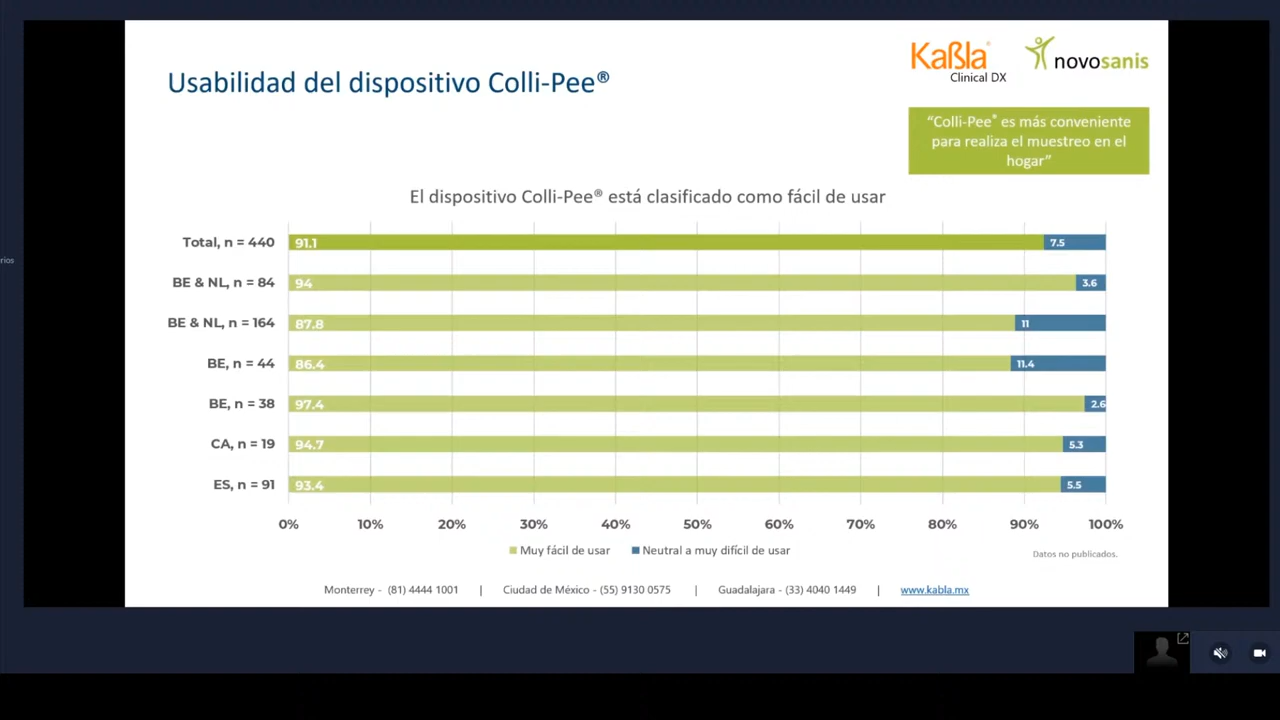 Kaßla
Clinical DX
novosanis
Usabilidad del dispositivo Colli-Pee®
“Colli-Pee® es más conveniente
para realiza el muestreo en el
hogar”
El dispositivo Colli-Pee® está clasificado como fácil de usar
Total, n = 440 91.1 7.5
BE & NL, n = 84 94 3.6
BE & NL, n = 164 87.8 11
BE, n = 44 86.4 11.4
BE, n = 38 97.4 2.6
CA, n = 19 94.7 5.3
ES, n = 91 93.4 5.5
0% 10% 20% 30% 40% 50% 60% 70% 80% 90% 100%
Muy fácil de usar Neutral a muy difícil de usar
Datos no publicados.
Monterrey - (81) 4444 1001 | Ciudad de México - (55) 9130 0575 | Guadalajara - (33) 4040 1449 | www.kabla.mx
rios